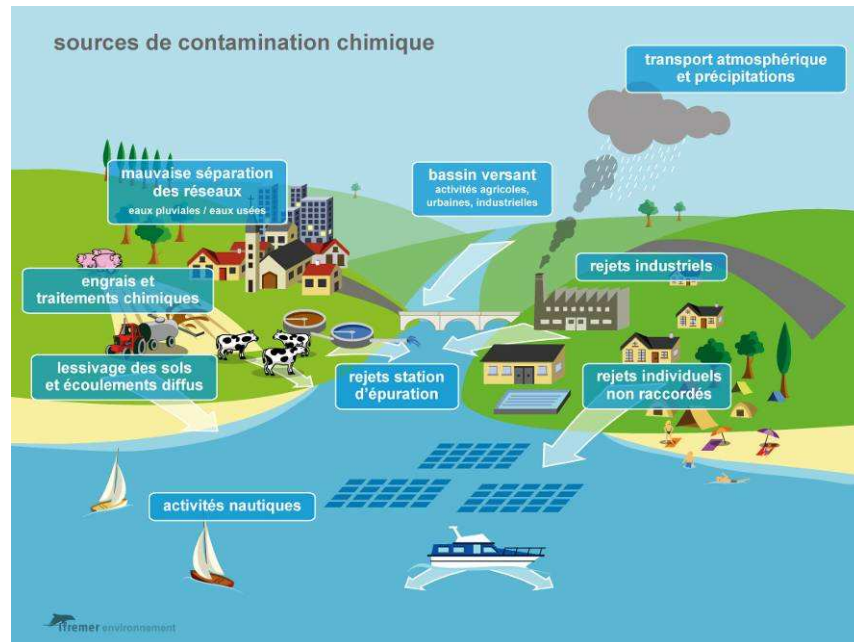 sources de contamination chimique
transport atmosphérique
et précipitations
mauvaise séparation
des réseaux
eaux pluviales / eaux usées
bassin versant
activités agricoles,
urbaines, industrielles
engrais et
traitements chimiques
rejets industriels
lessivage des sols
et écoulements diffus
rejets station
d'épuration
rejets individuels
non raccordés
activités nautiques
ifremer environnement